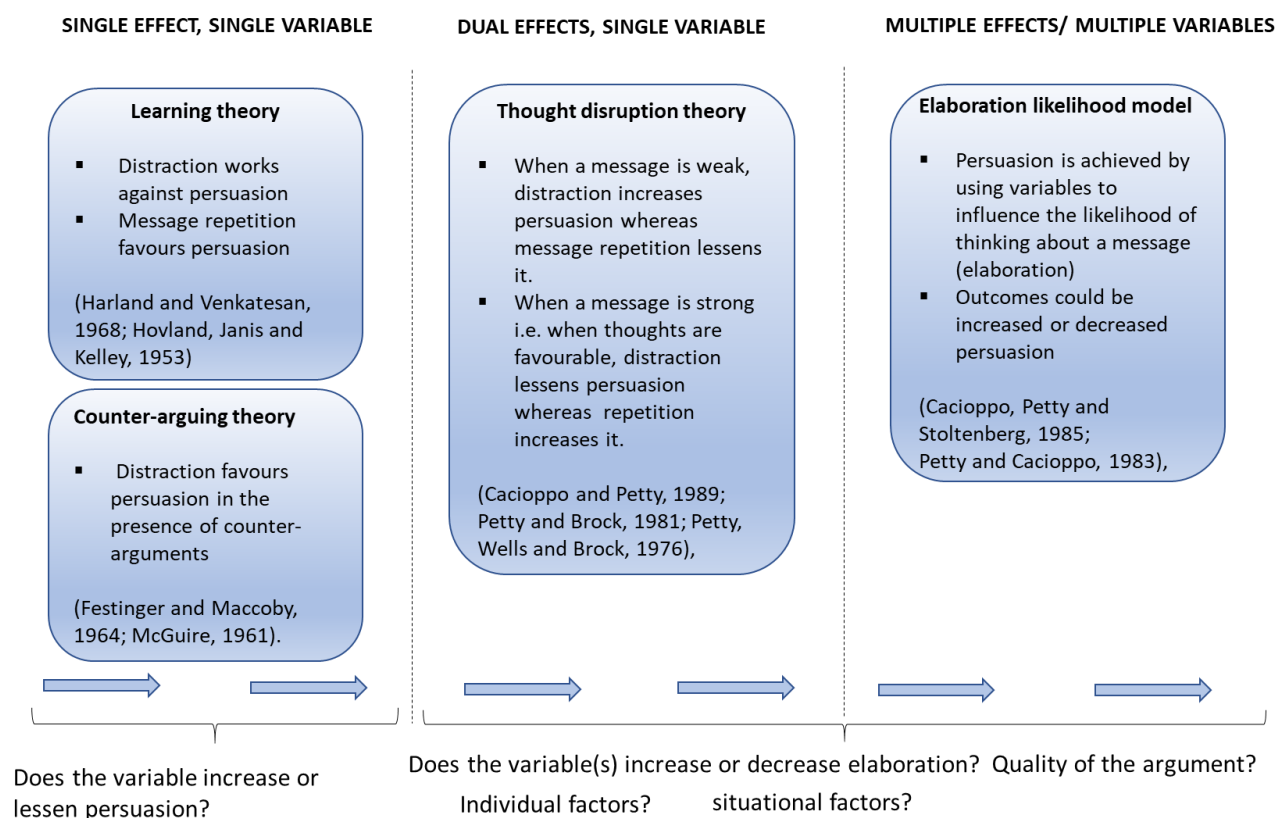 SINGLE EFFECT, SINGLE VARIABLE
DUAL EFFECTS, SINGLE VARIABLE
MULTIPLE EFFECTS/ MULTIPLE VARIABLES
Learning theory
▪ Distraction works
against persuasion
▪ Message repetition
favours persuasion
(Harland and Venkatesan,
1968; Hovland, Janis and
Kelley, 1953)
Counter-arguing theory
▪ Distraction favours
persuasion in the
presence of counter-
arguments
(Festinger and Maccoby,
1964; McGuire, 1961).
Thought disruption theory
▪ When a message is weak,
distraction increases
persuasion whereas
message repetition lessens
it.
▪ When a message is strong
i.e. when thoughts are
favourable, distraction
lessens persuasion
whereas repetition
increases it.
(Cacioppo and Petty, 1989;
Petty and Brock, 1981; Petty,
Wells and Brock, 1976),
Elaboration likelihood model
▪ Persuasion is achieved by
using variables to
influence the likelihood of
thinking about a message
(elaboration)
▪ Outcomes could be
increased or decreased
persuasion
(Cacioppo, Petty and
Stoltenberg, 1985;
Petty and Cacioppo, 1983),
Does the variable increase or
lessen persuasion?
Does the variable(s) increase or decrease elaboration? Quality of the argument?
Individual factors? situational factors?